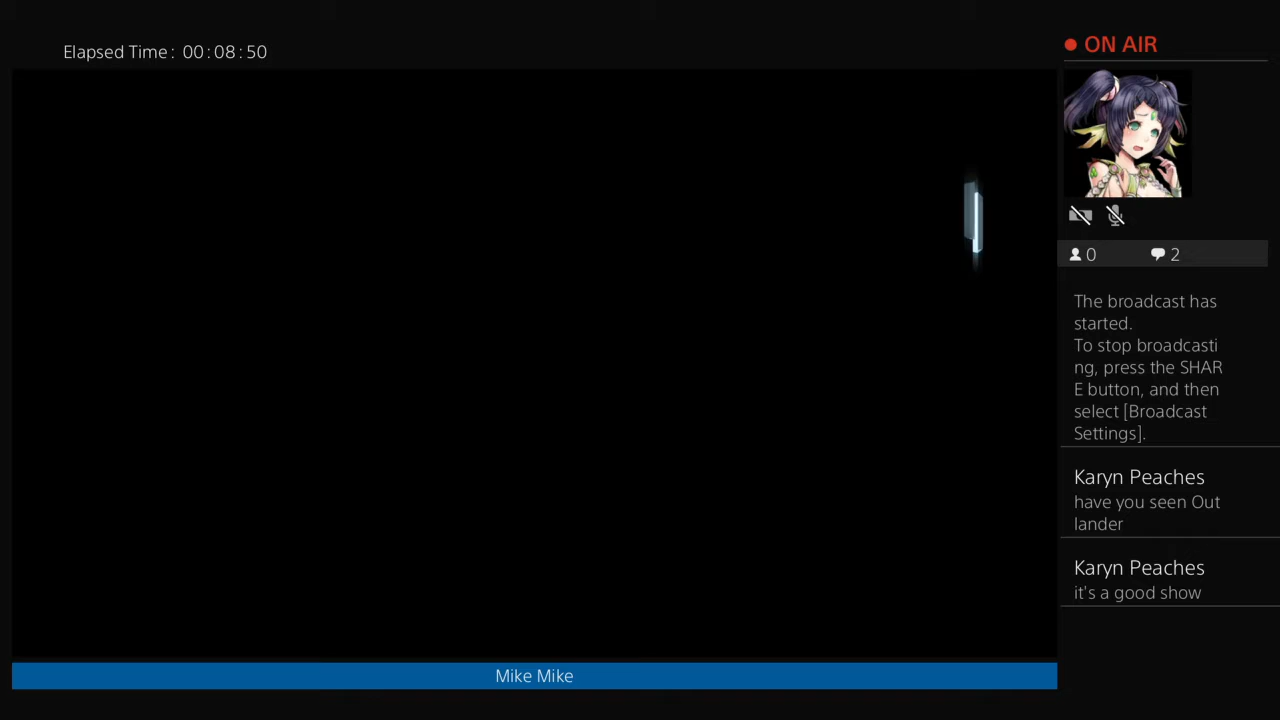 Elapsed Time: 00:08:50
ON AIR
0 2
The broadcast has
started.
To stop broadcasti
ng, press the SHAR
E button, and then
select [Broadcast
Settings].
Karyn Peaches
have you seen Out
lander
Karyn Peaches
it's a good show
Mike Mike